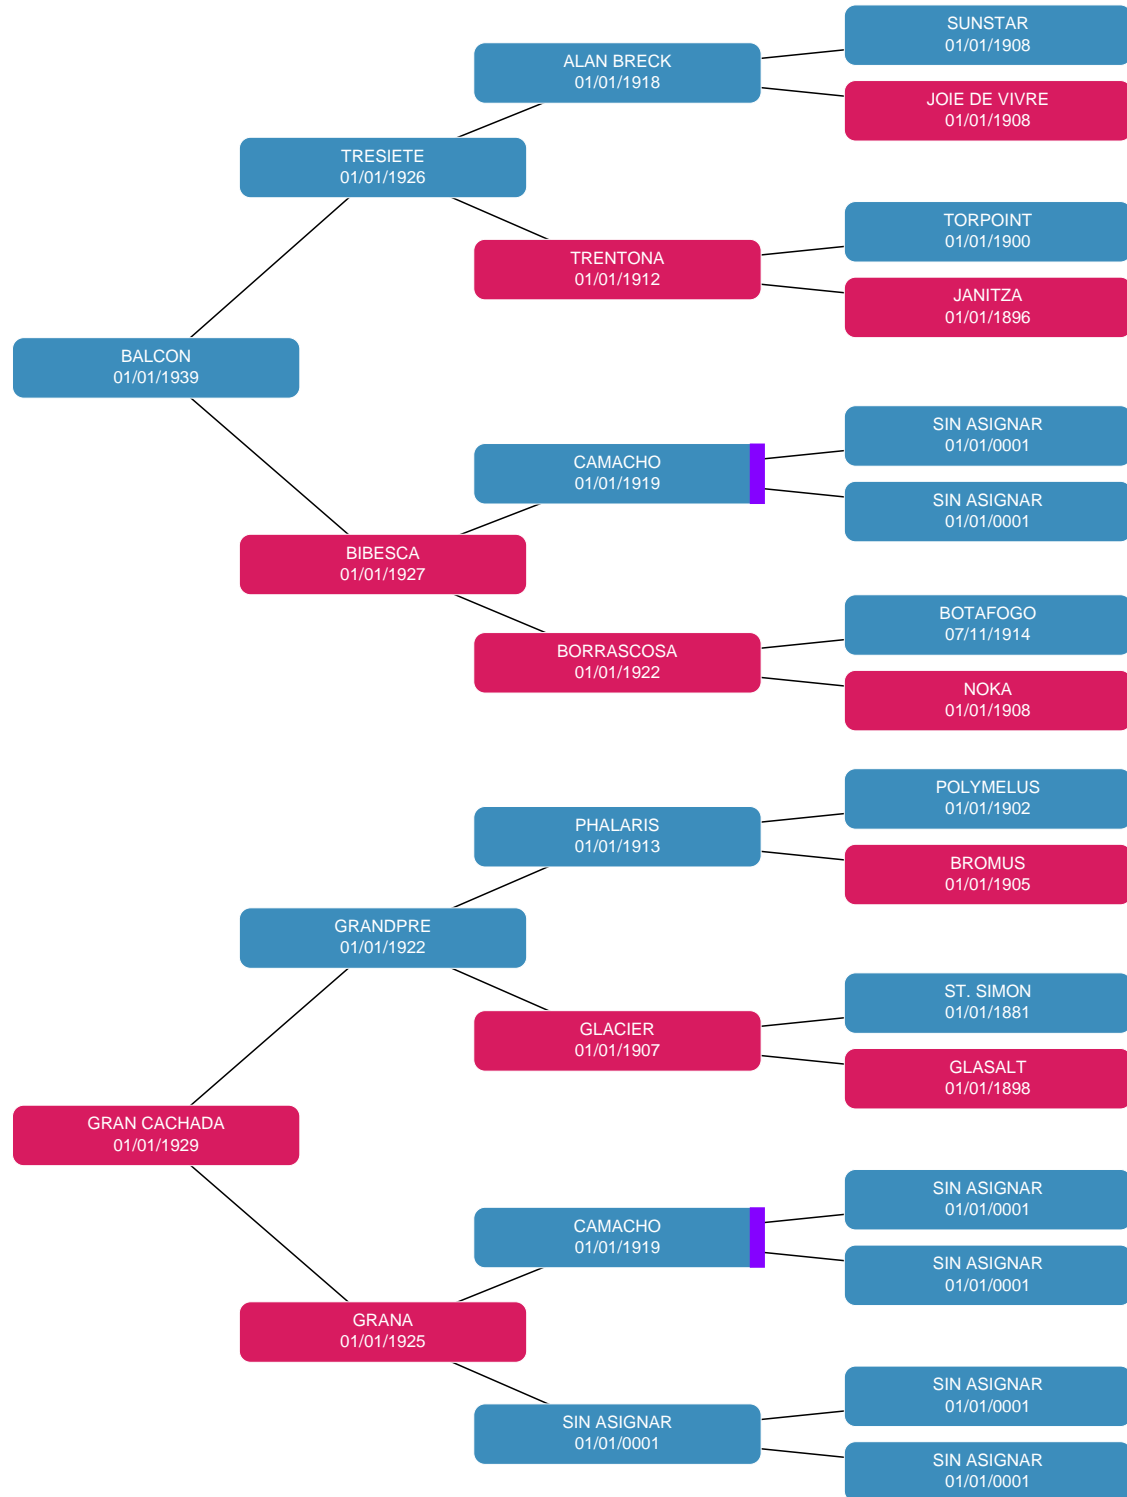 SUNSTAR
01/01/1908
ALAN BRECK
01/01/1918
JOIE DE VIVRE
01/01/1908
TRESIETE
01/01/1926
TORPOINT
01/01/1900
TRENTONA
01/01/1912
JANITZA
01/01/1896
BALCON
01/01/1939
SIN ASIGNAR
01/01/0001
CAMACHO
01/01/1919
SIN ASIGNAR
01/01/0001
BIBESCA
01/01/1927
BOTAFOGO
07/11/1914
BORRASCOSA
01/01/1922
NOKA
01/01/1908
POLYMELUS
01/01/1902
PHALARIS
01/01/1913
BROMUS
01/01/1905
GRANDPRE
01/01/1922
ST. SIMON
01/01/1881
GLACIER
01/01/1907
GLASALT
01/01/1898
GRAN CACHADA
01/01/1929
SIN ASIGNAR
01/01/0001
CAMACHO
01/01/1919
SIN ASIGNAR
01/01/0001
GRANA
01/01/1925
SIN ASIGNAR
01/01/0001
SIN ASIGNAR
01/01/0001
SIN ASIGNAR
01/01/0001